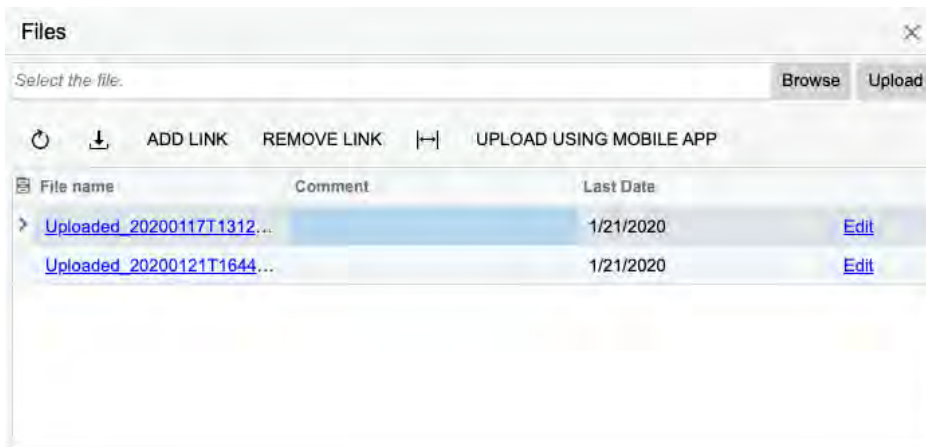 Files
Select the file. Browse Upload
ADD LINK REMOVE LINK UPLOAD USING MOBILE APP
File name Comment Last Date
Uploaded_20200117T1312... 1/21/2020 Edit
Uploaded_20200121T1644... 1/21/2020 Edit